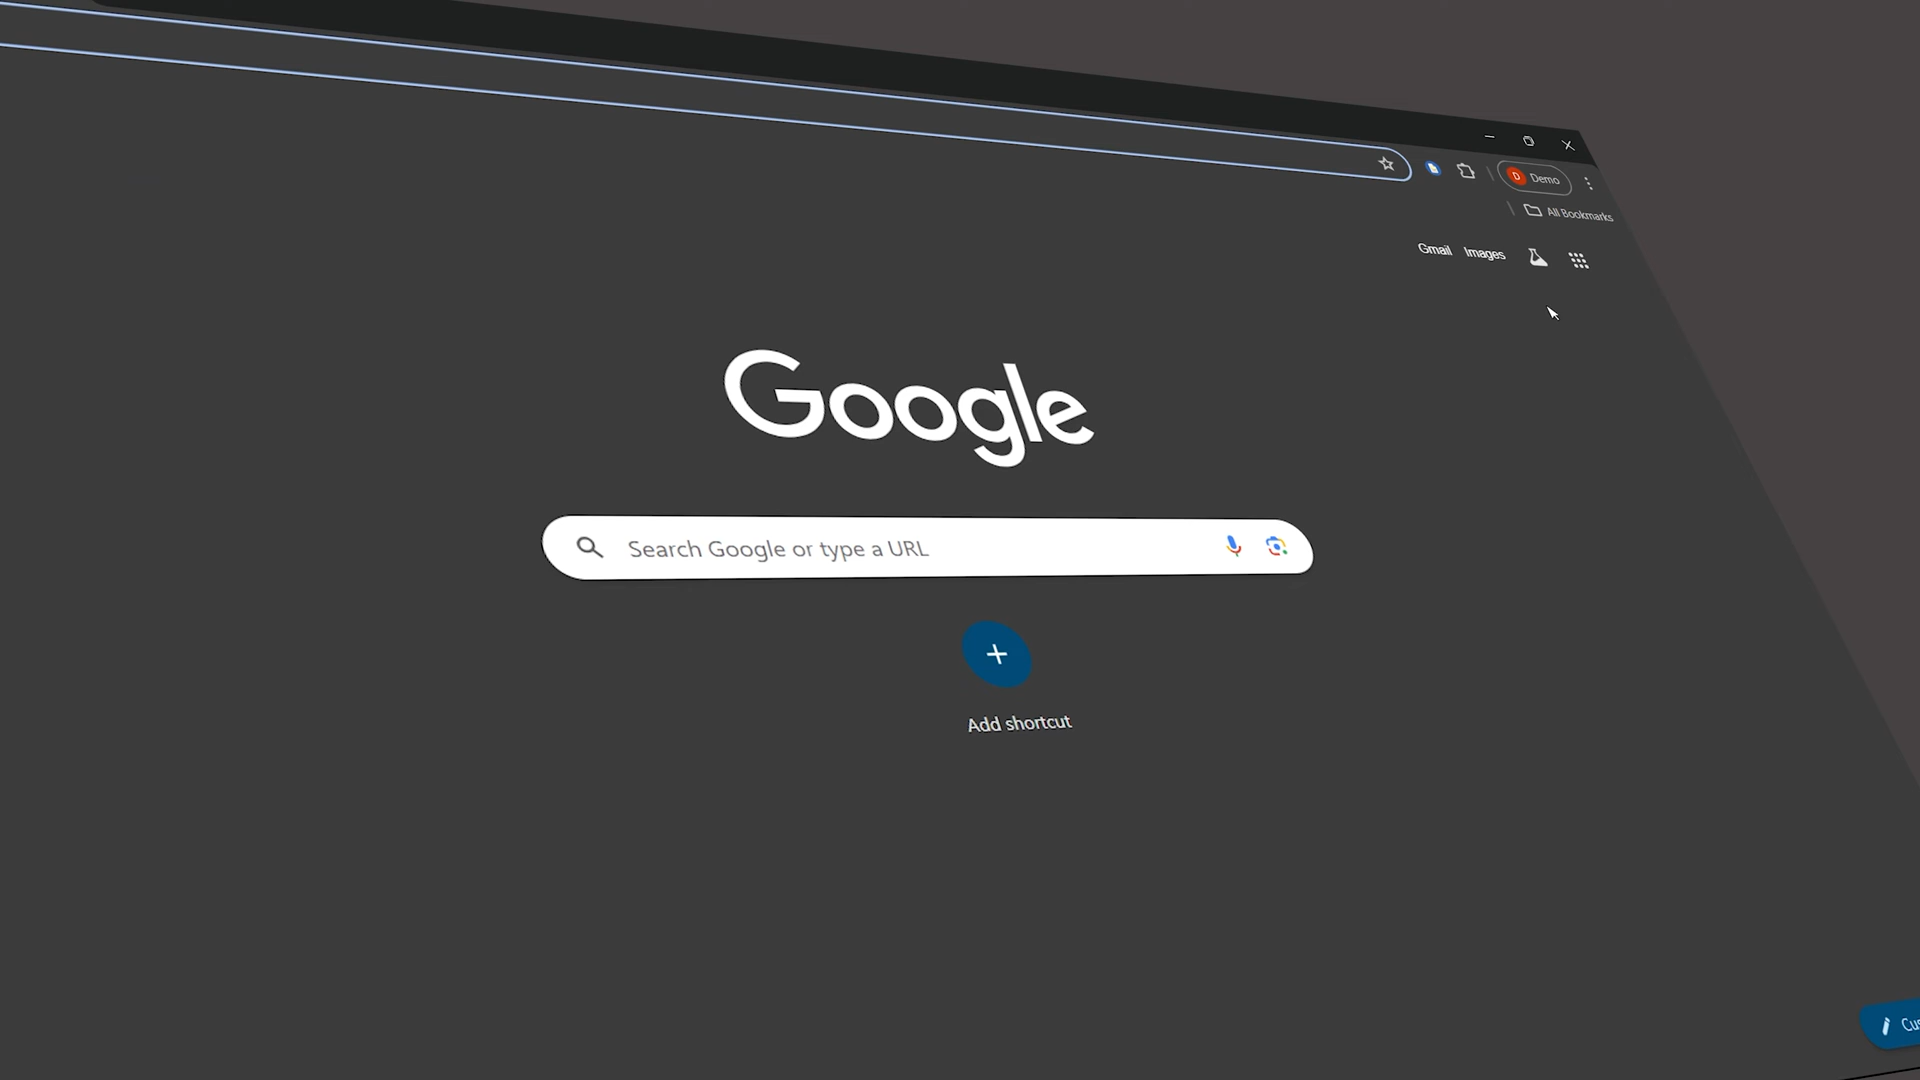 D Demo
All Bookmarks
Gmail Images
Google
Search Google or type a URL
Add shortcut